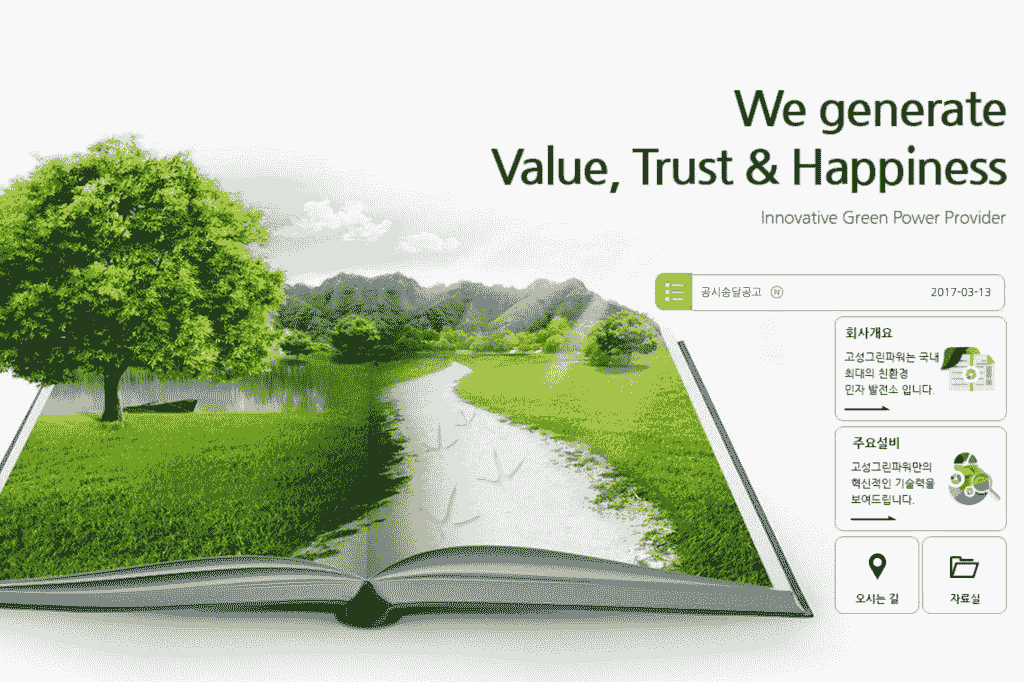 We generate
Value, Trust & Happiness
Innovative Green Power Provider
공시송달공고 N 2017-03-13
회사개요
고성그린파워는 국내
최대의 친환경
민자 발전소 입니다.
주요설비
고성그린파워만의
혁신적인 기술력을
보여드립니다.
오시는 길
자료실